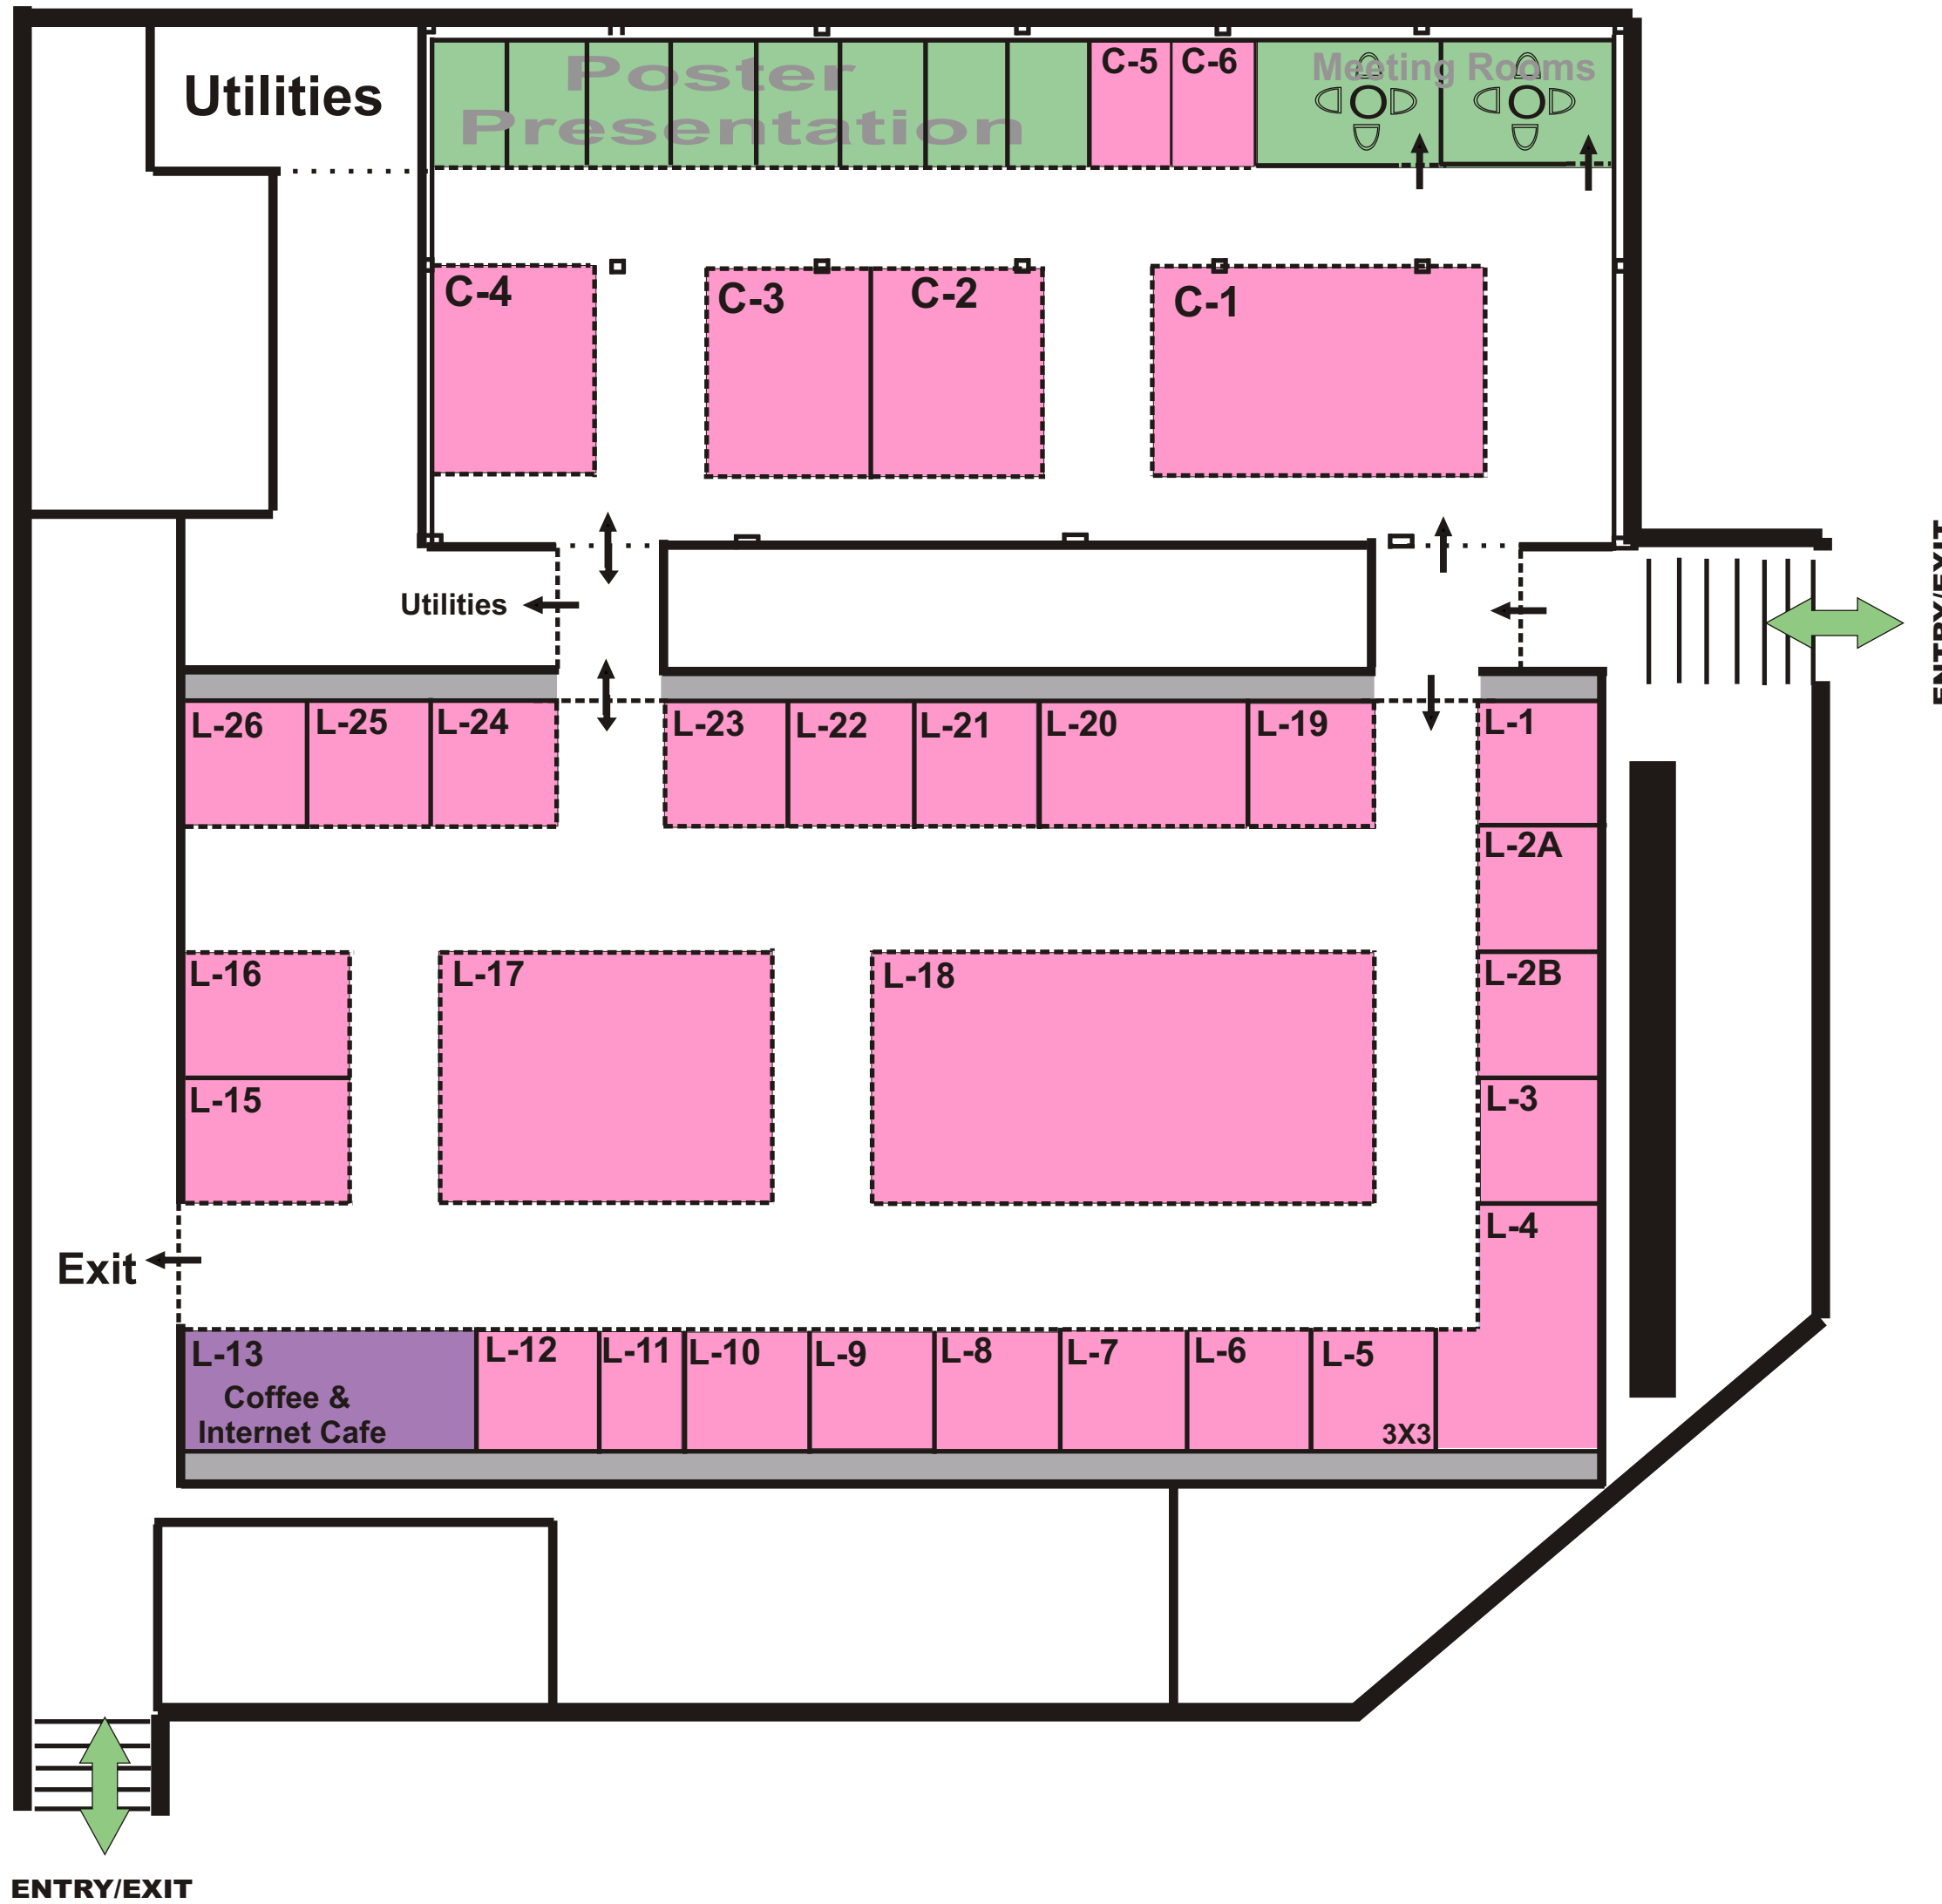 Utilities
Poster
Presentation
C-5
C-6
Meeting Rooms
C-4
C-3
C-2
C-1
Utilities
ENTRY/EXIT
L-26
L-25
L-24
L-23
L-22
L-21
L-20
L-19
L-1
L-2A
L-16
L-17
L-18
L-2B
L-15
L-3
L-4
Exit
L-13
Coffee &
Internet Cafe
L-12
L-11
L-10
L-9
L-8
L-7
L-6
L-5
3X3
ENTRY/EXIT